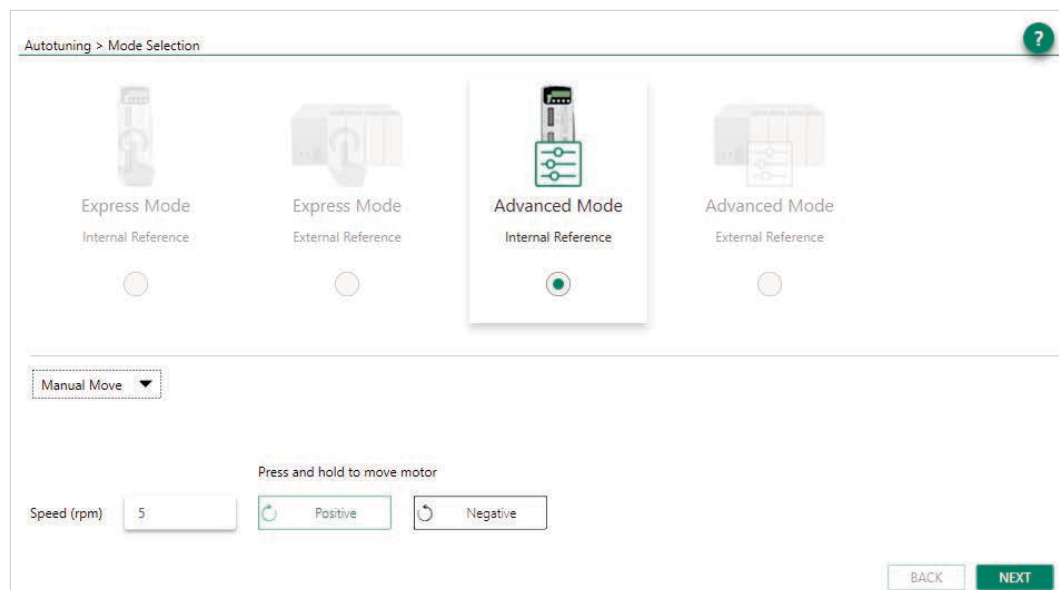 Autotuning > Mode Selection
?
Express Mode
Internal Reference
Express Mode
External Reference
Advanced Mode
Internal Reference
Advanced Mode
External Reference
Manual Move
Press and hold to move motor
Speed (rpm)
5
Positive
Negative
BACK
NEXT